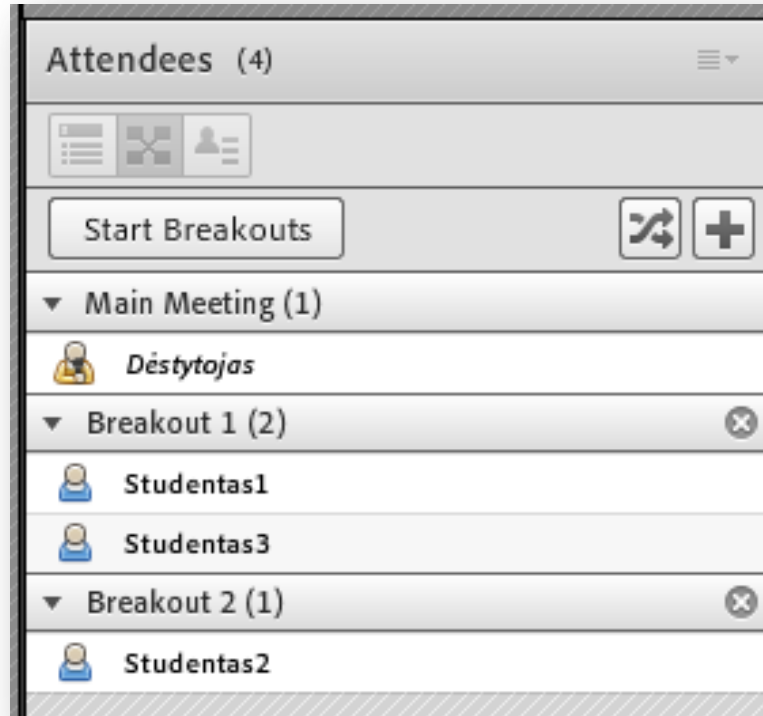 Attendees (4)
Start Breakouts
Main Meeting (1)
Dėstytojas
Breakout 1 (2)
Studentas1
Studentas3
Breakout 2 (1)
Studentas2